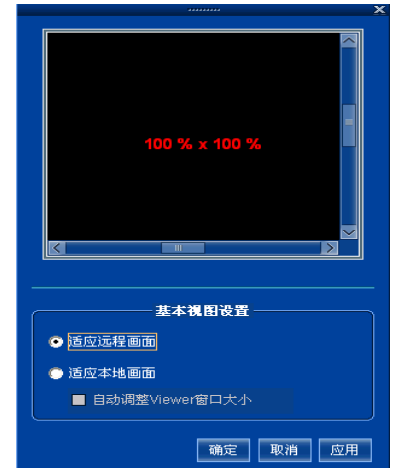 100 % x 100 %
基本视图设置
适应远程画面
适应本地画面
自动调整Viewer窗口大小
确定 取消 应用